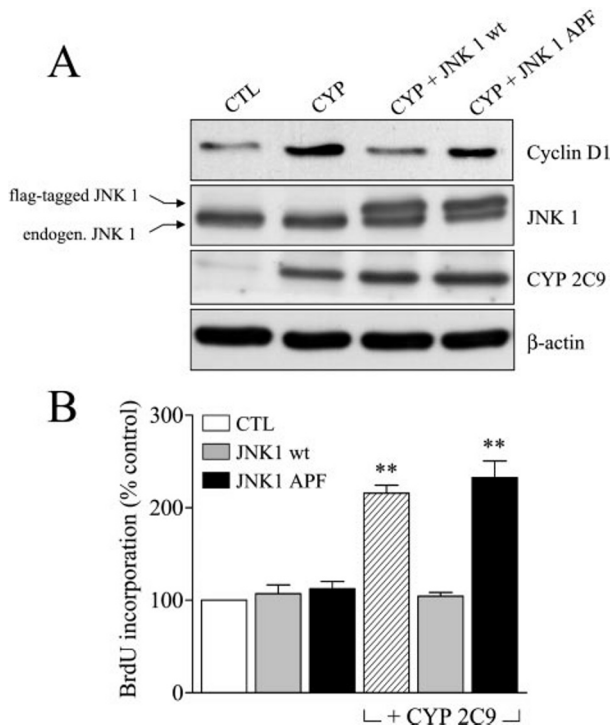 A
CTL
CYP
CYP + JNK 1 wt
CYP + JNK 1 APF
Cyclin D1
flag-tagged JNK 1
endogen. JNK 1
JNK 1
CYP 2C9
β-actin
B
BrdU incorporation (% control)
300
200
100
0
CTL
JNK1 wt
JNK1 APF
**
**
+ CYP 2C9